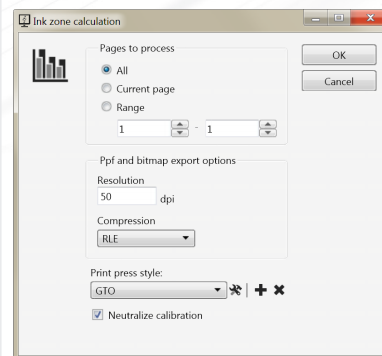 Ink zone calculation
Pages to process
All
Current page
Range
1 - 1
OK
Cancel
Ppf and bitmap export options
Resolution
50 dpi
Compression
RLE
Print press style:
GTO
Neutralize calibration